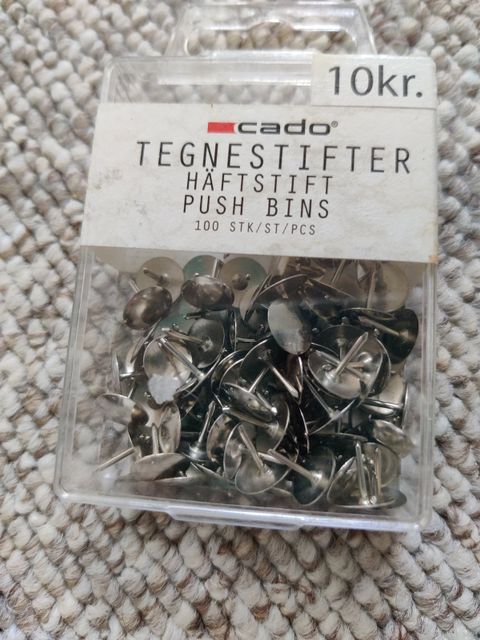 10kr.
cado®
TEGNESTIFTER
HÄFTSTIFT
PUSH BINS
100 STK/ST/PCS